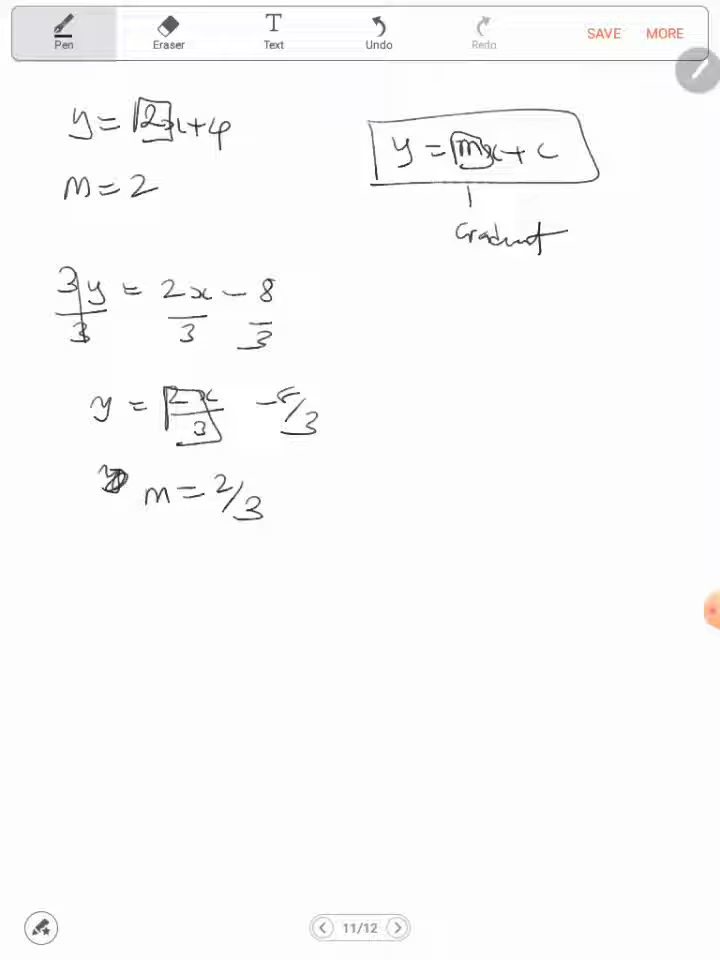 Pen Eraser Text Undo Redo SAVE MORE
T
y = 2x+4
m = 2
y = mx + c
Gradient
3y = 2x - 8
3 3 3
y = 2x -8/3
3
m = 2/3
11/12